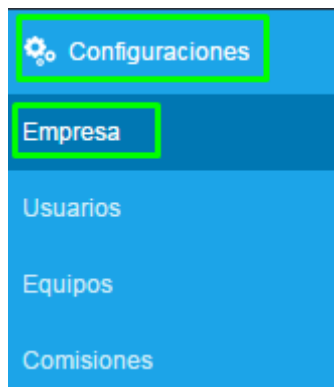 Configuraciones
Empresa
Usuarios
Equipos
Comisiones